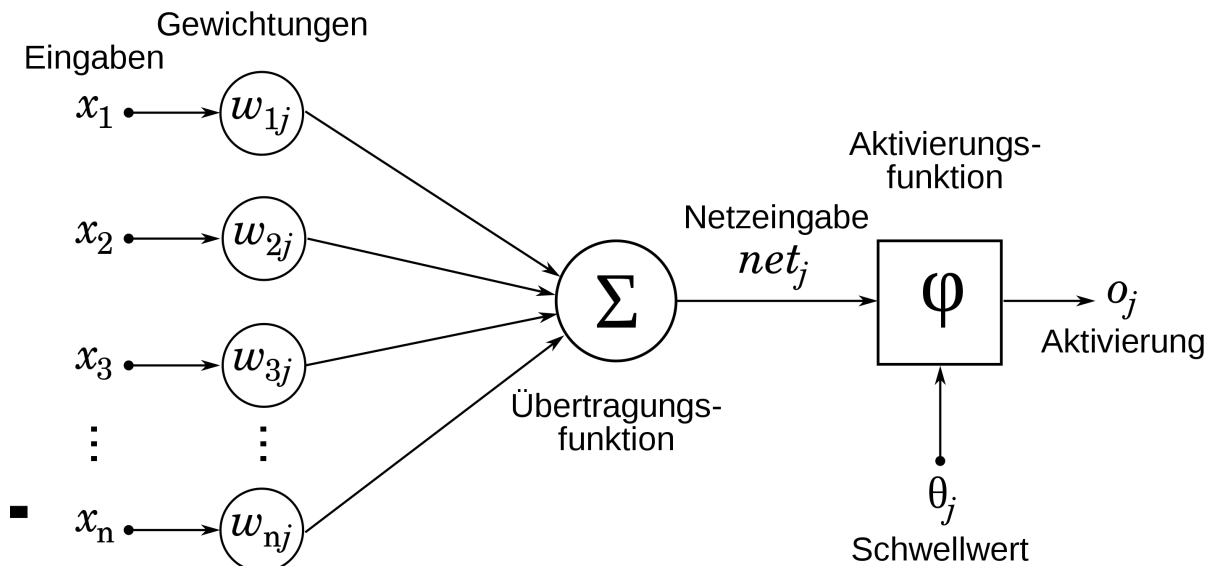 Gewichtungen
Eingaben
x₁
w₁ⱼ
x₂
w₂ⱼ
x₃
w₃ⱼ
⋮
⋮
xₙ
wₙⱼ
Σ
Übertragungs-
funktion
Netzeingabe
netⱼ
Aktivierungs-
funktion
φ
oⱼ
Aktivierung
θⱼ
Schwellwert